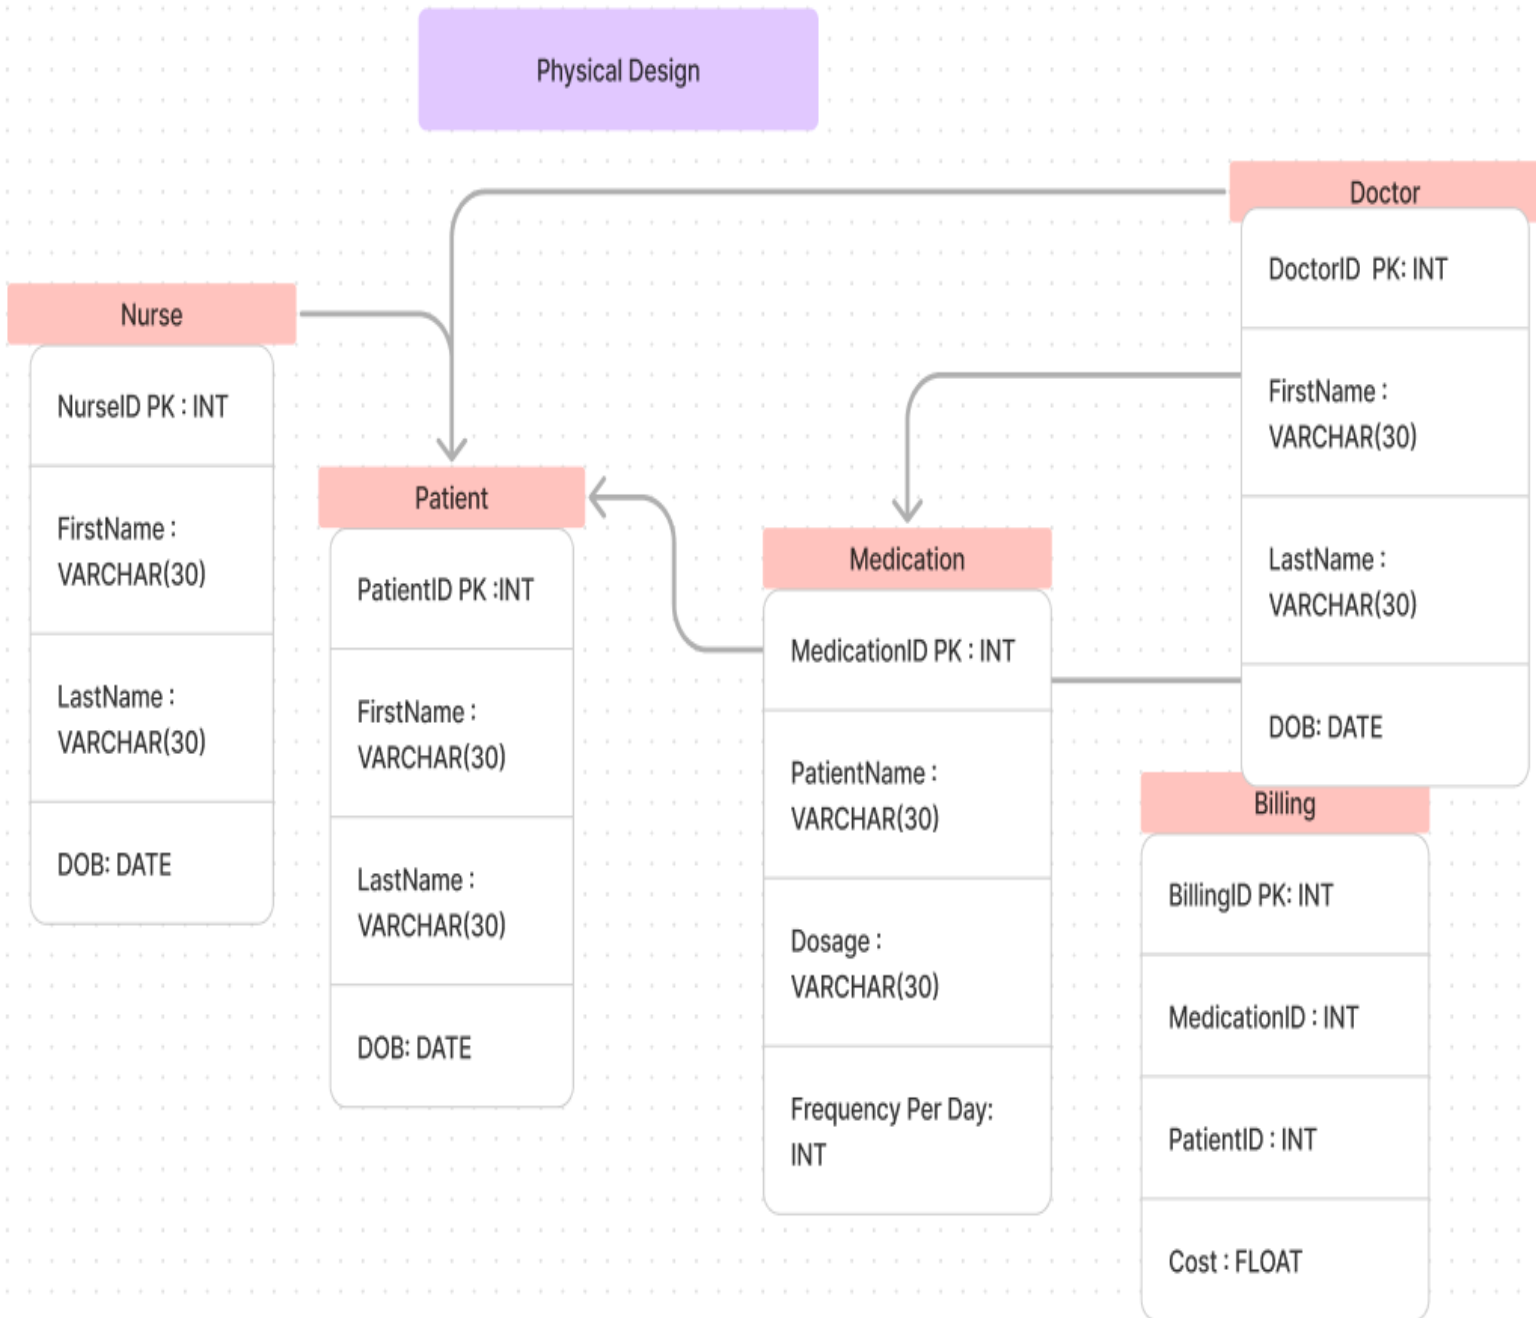 Physical Design
Doctor
DoctorID  PK: INT
FirstName :
VARCHAR(30)
LastName :
VARCHAR(30)
DOB: DATE
Nurse
NurseID PK : INT
FirstName :
VARCHAR(30)
LastName :
VARCHAR(30)
DOB: DATE
Patient
PatientID PK :INT
FirstName :
VARCHAR(30)
LastName :
VARCHAR(30)
DOB: DATE
Medication
MedicationID PK : INT
PatientName :
VARCHAR(30)
Dosage :
VARCHAR(30)
Frequency Per Day:
INT
Billing
BillingID PK: INT
MedicationID : INT
PatientID : INT
Cost : FLOAT